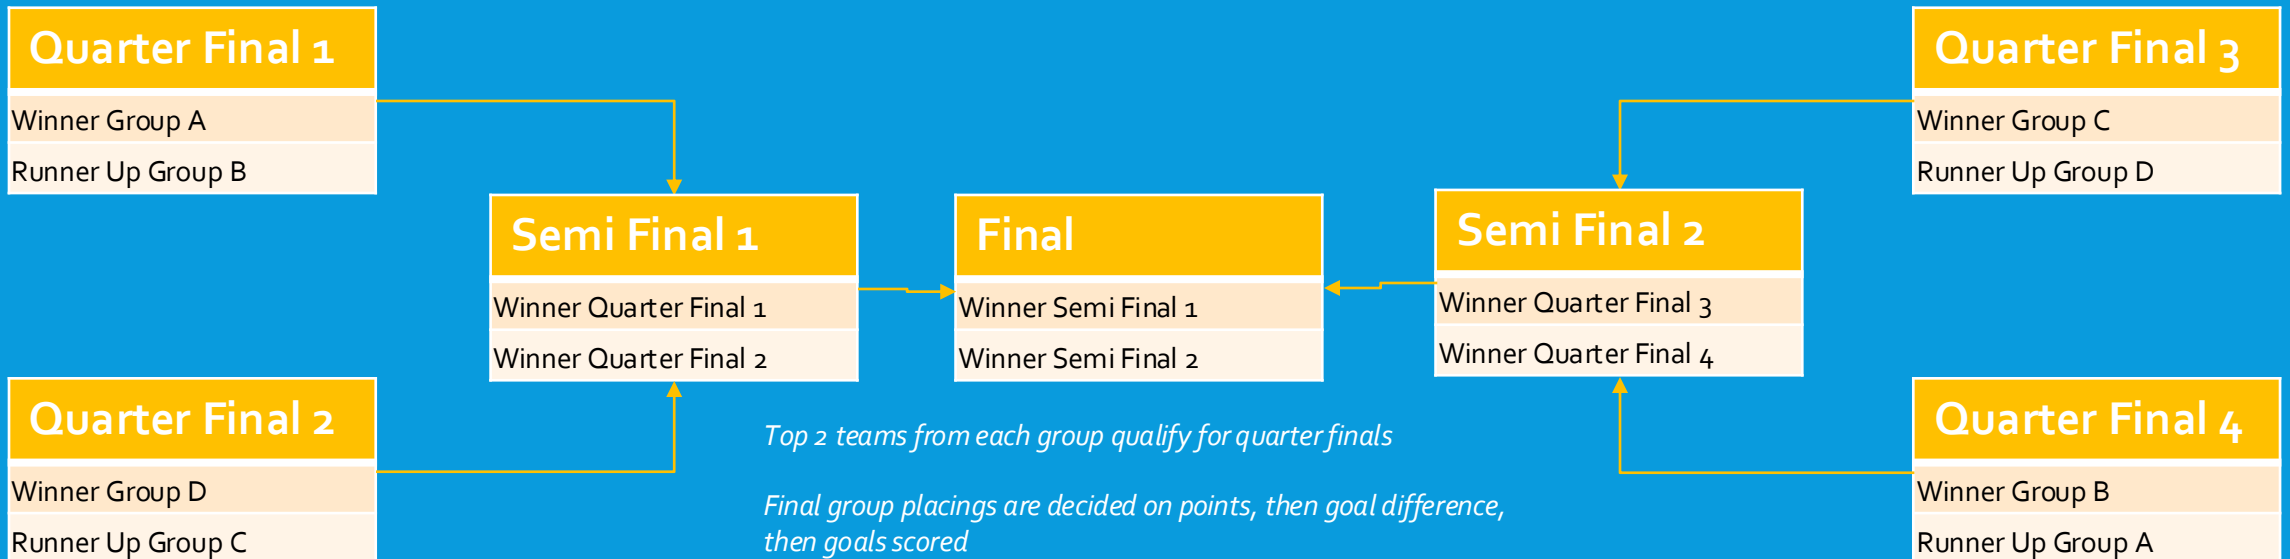 Quarter Final 1
Winner Group A
Runner Up Group B
Quarter Final 2
Winner Group D
Runner Up Group C
Semi Final 1
Winner Quarter Final 1
Winner Quarter Final 2
Final
Winner Semi Final 1
Winner Semi Final 2
Top 2 teams from each group qualify for quarter finals
Final group placings are decided on points, then goal difference,
then goals scored
Semi Final 2
Winner Quarter Final 3
Winner Quarter Final 4
Quarter Final 3
Winner Group C
Runner Up Group D
Quarter Final 4
Winner Group B
Runner Up Group A